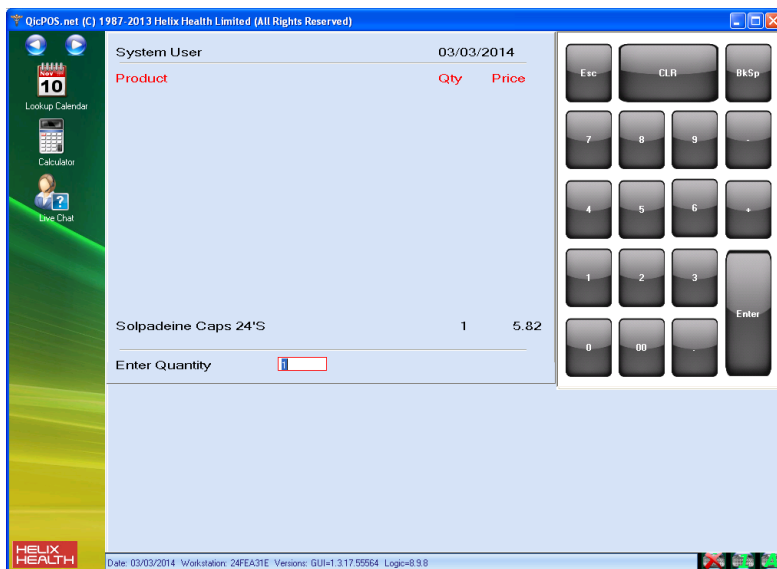 QicPOS.net (C) 1987-2013 Helix Health Limited (All Rights Reserved)
System User 03/03/2014
Product Qty Price
Solpadeine Caps 24'S 1 5.82
Enter Quantity 1
Nov
10
Lookup Calendar
Calculator
?
Live Chat
HELIX
HEALTH
Esc CLR BkSp
7 8 9 -
4 5 6 +
1 2 3
Enter
0 00 .
Date: 03/03/2014 Workstation: 24FEA31E Versions: GUI=1.3.17.55564 Logic=8.9.8